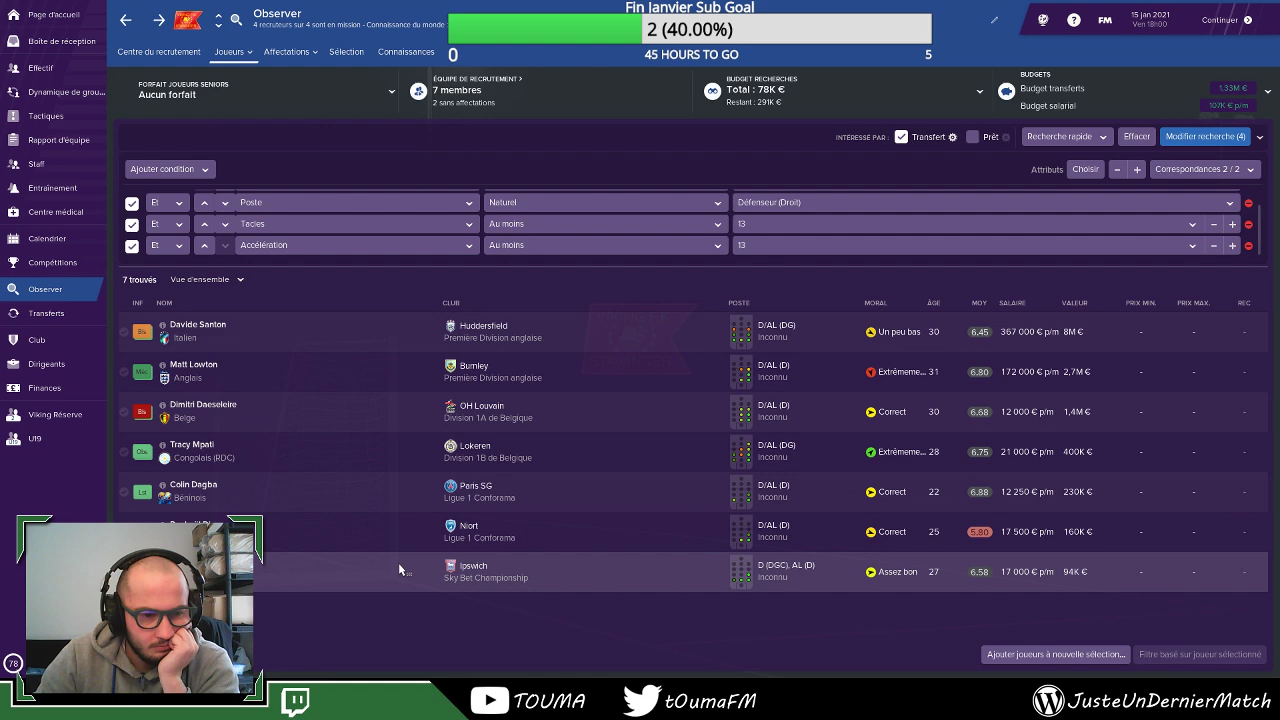 Fin Janvier Sub Goal
2 (40.00%)
0
45 HOURS TO GO
5
Page d'accueil
Boîte de réception
Effectif
Dynamique de grou...
Tactiques
Rapport d'équipe
Staff
Entraînement
Centre médical
Calendrier
Compétitions
Observer
Transferts
Club
Dirigeants
Finances
Viking Réserve
U19
Observer
4 recruteurs sur 4 sont en mission - Connaissance du monde
FM
15 jan 2021
Ven 18h00
Continuer
Centre du recrutement
Joueurs
Affectations
Sélection
Connaissances
FORFAIT JOUEURS SENIORS
Aucun forfait
ÉQUIPE DE RECRUTEMENT >
7 membres
2 sans affectations
BUDGET RECHERCHES
Total : 78K €
Restant : 291K €
BUDGETS
Budget transferts
1,33M €
Budget salarial
107K € p/m
INTÉRESSÉ PAR :
Transfert
Prêt
Recherche rapide
Effacer
Modifier recherche (4)
Ajouter condition
Attributs
Choisir
Correspondances 2 / 2
Et Poste Naturel Défenseur (Droit)
Et Tacles Au moins 13
Et Accélération Au moins 13
7 trouvés
Vue d'ensemble
INF NOM CLUB POSTE MORAL ÂGE MOY SALAIRE VALEUR PRIX MIN. PRIX MAX. REC
Bls Davide Santon Huddersfield D/AL (DG) Un peu bas 30 6.45 367 000 € p/m 8M € - - -
Italien Première Division anglaise Inconnu
Méc Matt Lowton Burnley D/AL (D) Extrêmeme... 31 6.80 172 000 € p/m 2,7M € - - -
Anglais Première Division anglaise Inconnu
Bls Dimitri Daeseleire OH Louvain D/AL (D) Correct 30 6.68 12 000 € p/m 1,4M € - - -
Belge Division 1A de Belgique Inconnu
Obs Tracy Mpati Lokeren D/AL (DG) Extrêmeme... 28 6.75 21 000 € p/m 400K € - - -
Congolais (RDC) Division 1B de Belgique Inconnu
Lst Colin Dagba Paris SG D/AL (D) Correct 22 6.88 12 250 € p/m 230K € - - -
Béninois Ligue 1 Conforama Inconnu
Niort D/AL (D) Correct 25 5.80 17 500 € p/m 160K € - - -
Ligue 1 Conforama Inconnu
Ipswich D (DGC), AL (D) Assez bon 27 6.58 17 000 € p/m 94K € - - -
Sky Bet Championship Inconnu
Ajouter joueurs à nouvelle sélection...
Filtre basé sur joueur sélectionné
78
TOUMA
tOumaFM
JusteUnDernierMatch